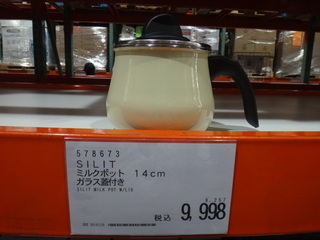 578673
SILIT
ミルクポット 14cm
ガラス蓋付き
SILIT MILK POT MILIO
税込 9,998